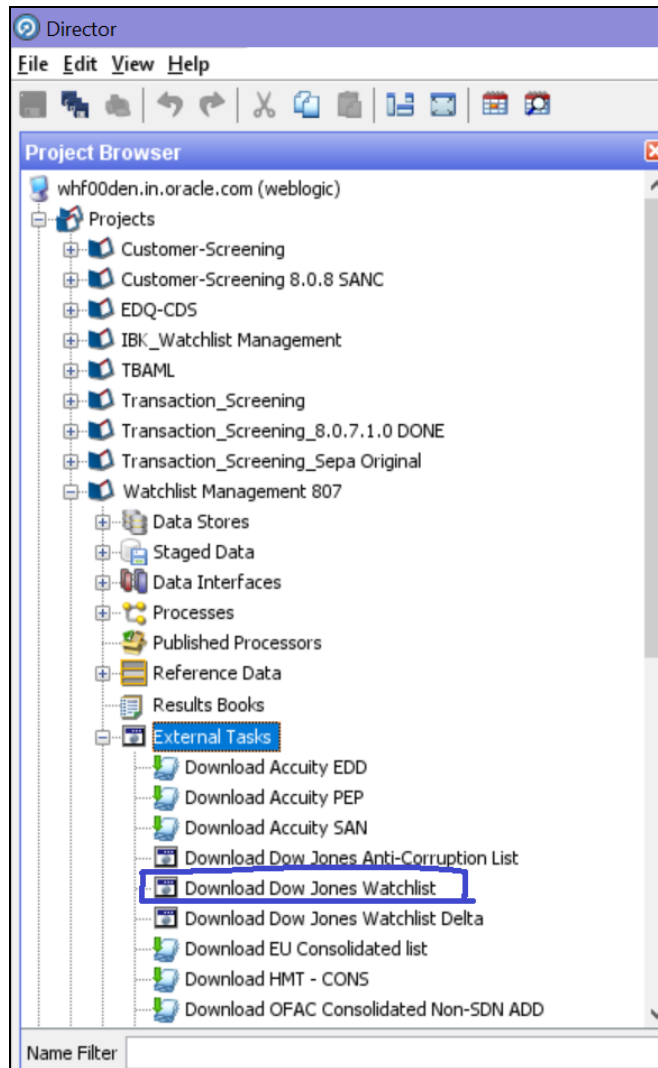 Director
File Edit View Help
Project Browser
whf00den.in.oracle.com (weblogic)
Projects
Customer-Screening
Customer-Screening 8.0.8 SANC
EDQ-CDS
IBK_Watchlist Management
TBAML
Transaction_Screening
Transaction_Screening_8.0.7.1.0 DONE
Transaction_Screening_Sepa Original
Watchlist Management 807
Data Stores
Staged Data
Data Interfaces
Processes
Published Processors
Reference Data
Results Books
External Tasks
Download Accuity EDD
Download Accuity PEP
Download Accuity SAN
Download Dow Jones Anti-Corruption List
Download Dow Jones Watchlist
Download Dow Jones Watchlist Delta
Download EU Consolidated list
Download HMT - CONS
Download OFAC Consolidated Non-SDN ADD
Name Filter